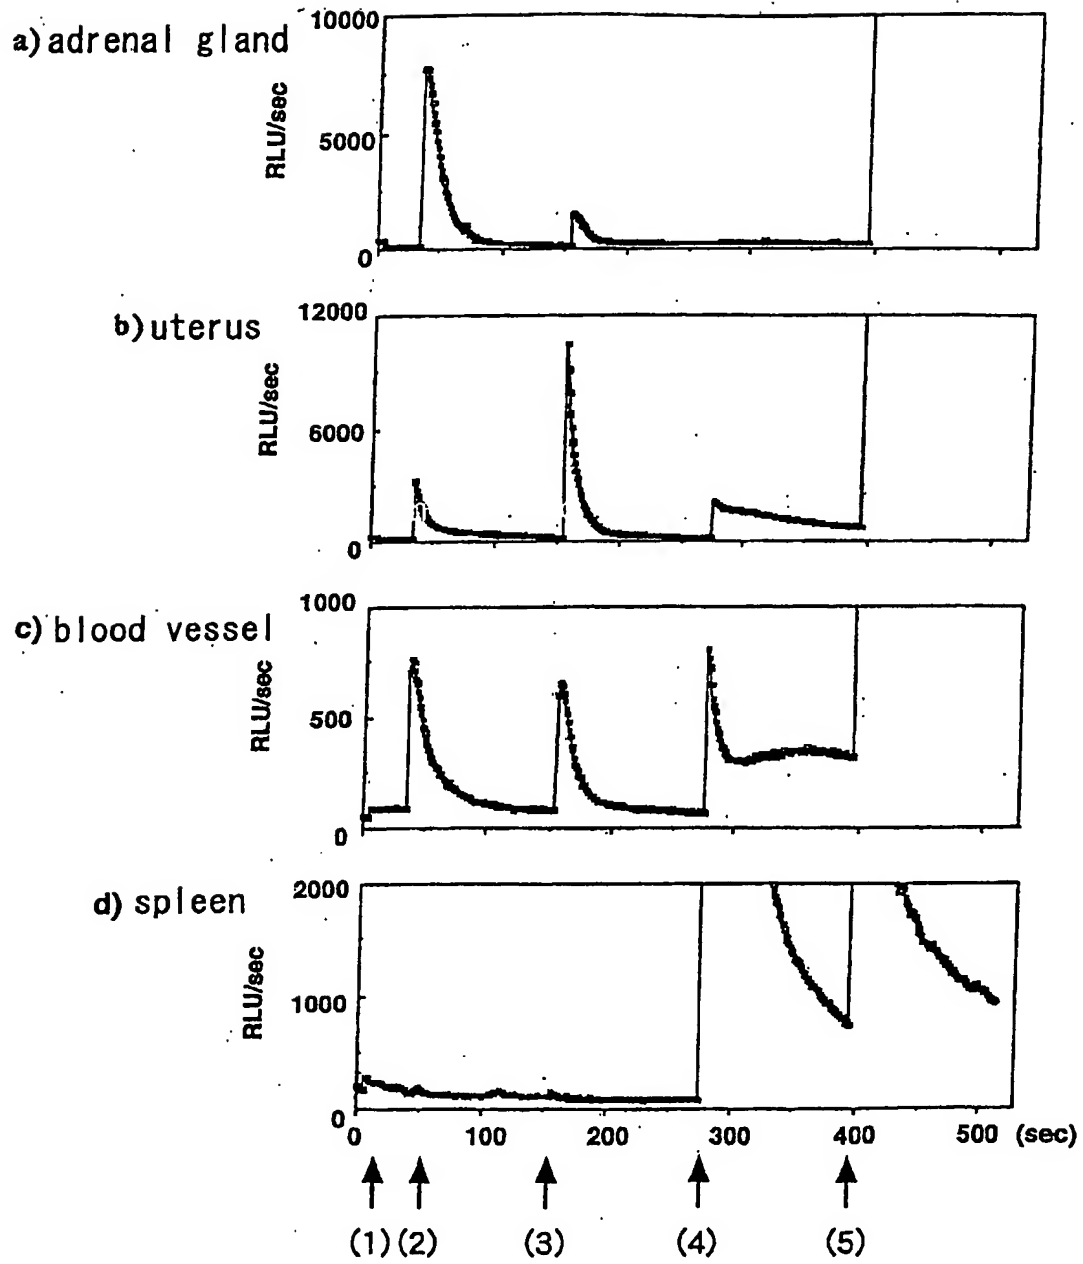 a) adrenal gland
10000
5000
0
RLU/sec
b) uterus
12000
6000
0
RLU/sec
c) blood vessel
1000
500
0
RLU/sec
d) spleen
2000
1000
0
RLU/sec
0 100 200 300 400 500 (sec)
(1) (2) (3) (4) (5)